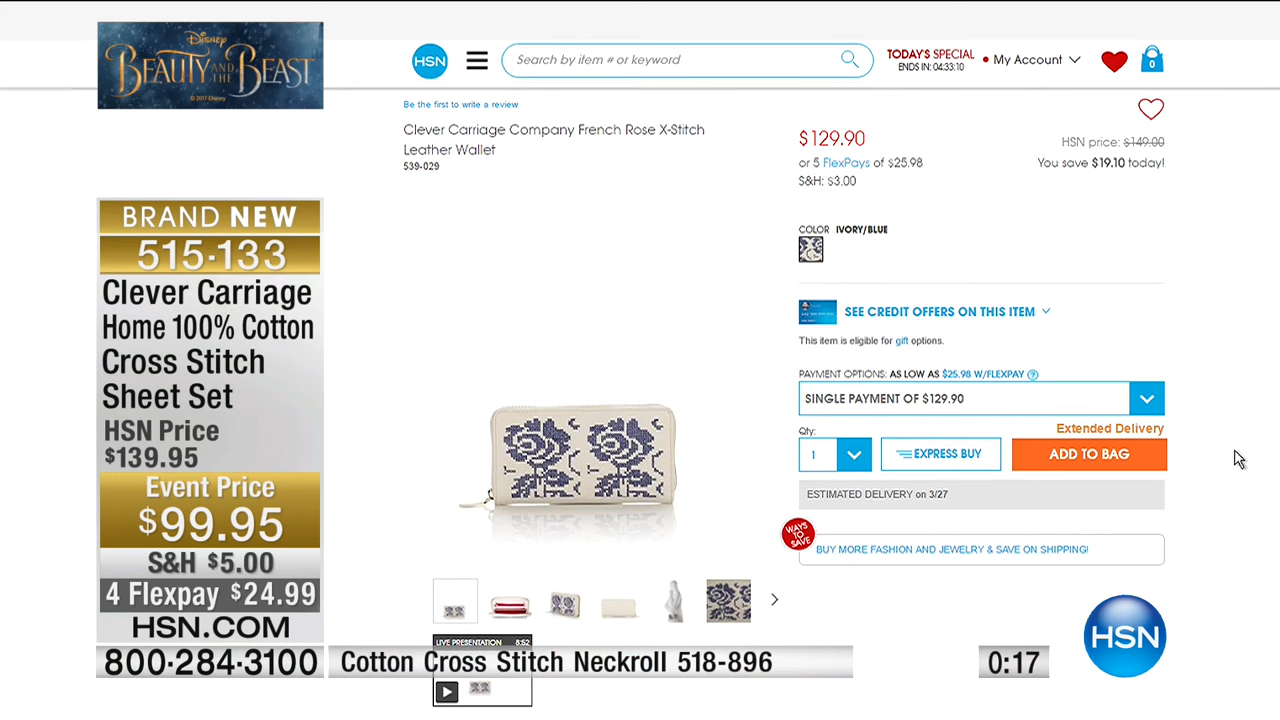 Disney
BEAUTY AND THE BEAST
© 2017 Disney
HSN
Search by item # or keyword
TODAY'S SPECIAL
ENDS IN: 04:33:10
My Account
0
Be the first to write a review
Clever Carriage Company French Rose X-Stitch
Leather Wallet
539-029
$129.90
HSN price: $149.00
or 5 FlexPays of $25.98
You save $19.10 today!
S&H: $3.00
COLOR IVORY/BLUE
SEE CREDIT OFFERS ON THIS ITEM
This item is eligible for gift options.
PAYMENT OPTIONS: AS LOW AS $25.98 W/FLEXPAY ?
SINGLE PAYMENT OF $129.90
Extended Delivery
Qty:
1
EXPRESS BUY
ADD TO BAG
ESTIMATED DELIVERY on 3/27
WAYS
TO
SAVE
BUY MORE FASHION AND JEWELRY & SAVE ON SHIPPING!
BRAND NEW
515-133
Clever Carriage
Home 100% Cotton
Cross Stitch
Sheet Set
HSN Price
$139.95
Event Price
$99.95
S&H $5.00
4 Flexpay $24.99
HSN.COM
800-284-3100
LIVE PRESENTATION 8:52
Cotton Cross Stitch Neckroll 518-896
0:17
HSN